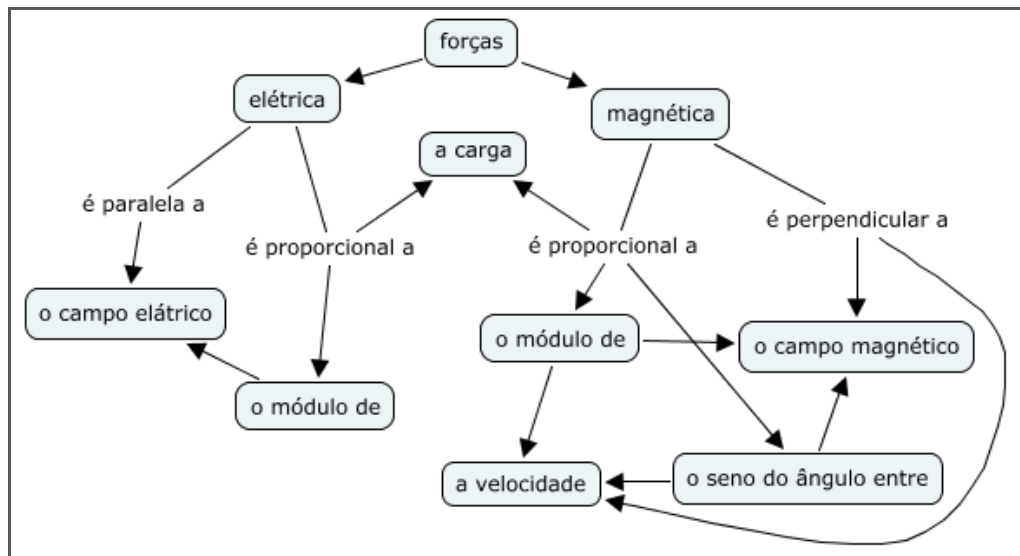 forças
elétrica
magnética
a carga
é paralela a
é perpendicular a
é proporcional a
é proporcional a
o campo elátrico
o módulo de
o campo magnético
o módulo de
a velocidade
o seno do ângulo entre